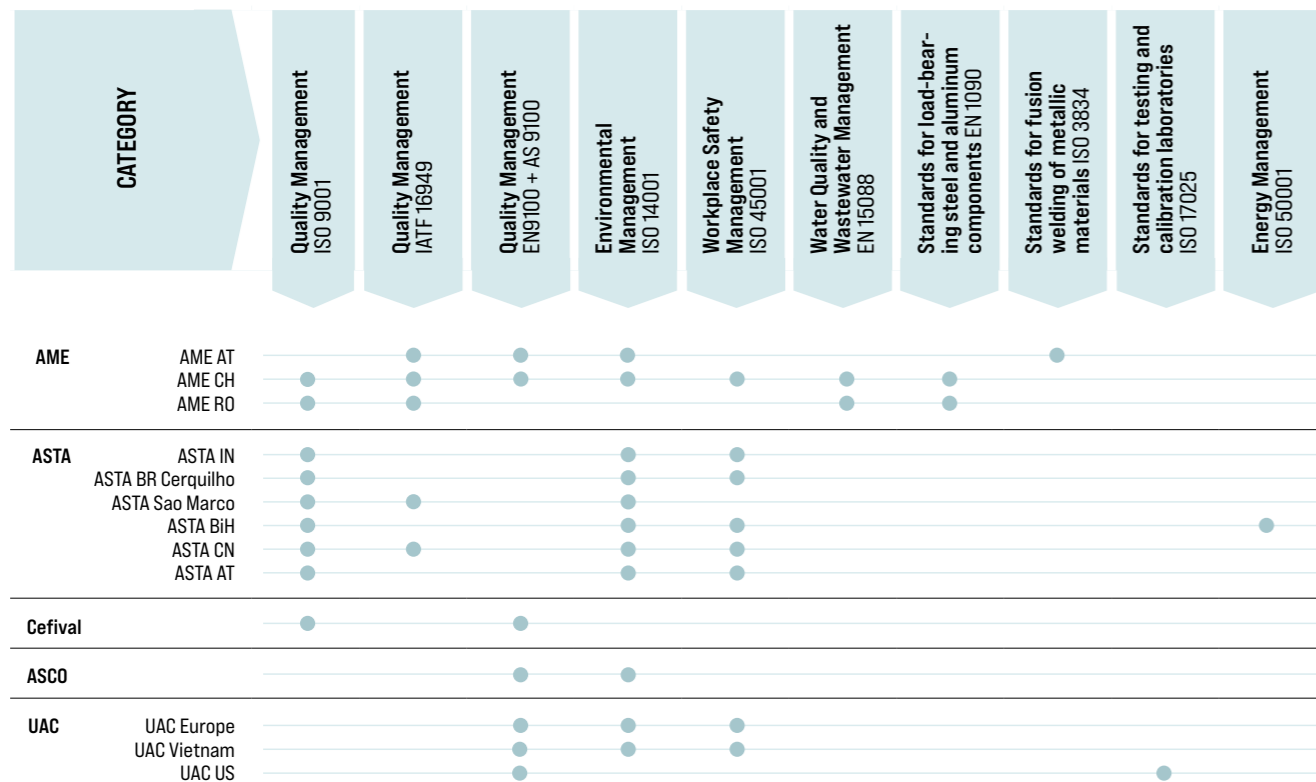 CATEGORY
Quality Management
ISO 9001
Quality Management
IATF 16949
Quality Management
EN9100 + AS 9100
Environmental
Management
ISO 14001
Workplace Safety
Management
ISO 45001
Water Quality and
Wastewater Management
EN 15088
Standards for load-bear-
ing steel and aluminum
components EN 1090
Standards for fusion
welding of metallic
materials ISO 3834
Standards for testing and
calibration laboratories
ISO 17025
Energy Management
ISO 50001
AME AME AT
AME CH
AME RO
ASTA ASTA IN
ASTA BR Cerquilho
ASTA Sao Marco
ASTA BiH
ASTA CN
ASTA AT
Cefival
ASCO
UAC UAC Europe
UAC Vietnam
UAC US